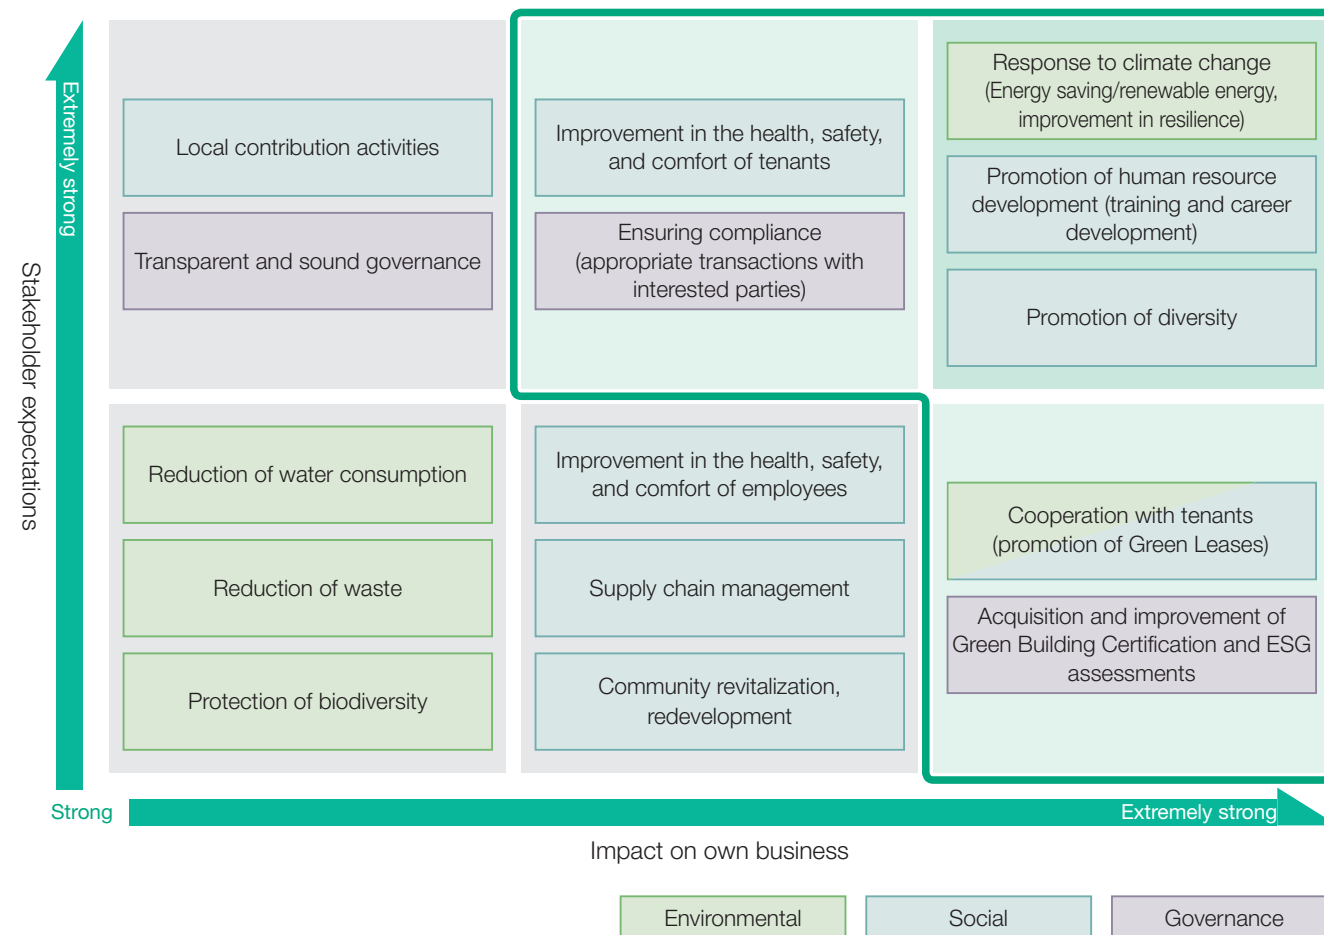 Extremely strong
Stakeholder expectations
Local contribution activities
Transparent and sound governance
Improvement in the health, safety,
and comfort of tenants
Ensuring compliance
(appropriate transactions with
interested parties)
Response to climate change
(Energy saving/renewable energy,
improvement in resilience)
Promotion of human resource
development (training and career
development)
Promotion of diversity
Reduction of water consumption
Reduction of waste
Protection of biodiversity
Improvement in the health, safety,
and comfort of employees
Supply chain management
Community revitalization,
redevelopment
Cooperation with tenants
(promotion of Green Leases)
Acquisition and improvement of
Green Building Certification and ESG
assessments
Strong
Extremely strong
Impact on own business
Environmental
Social
Governance